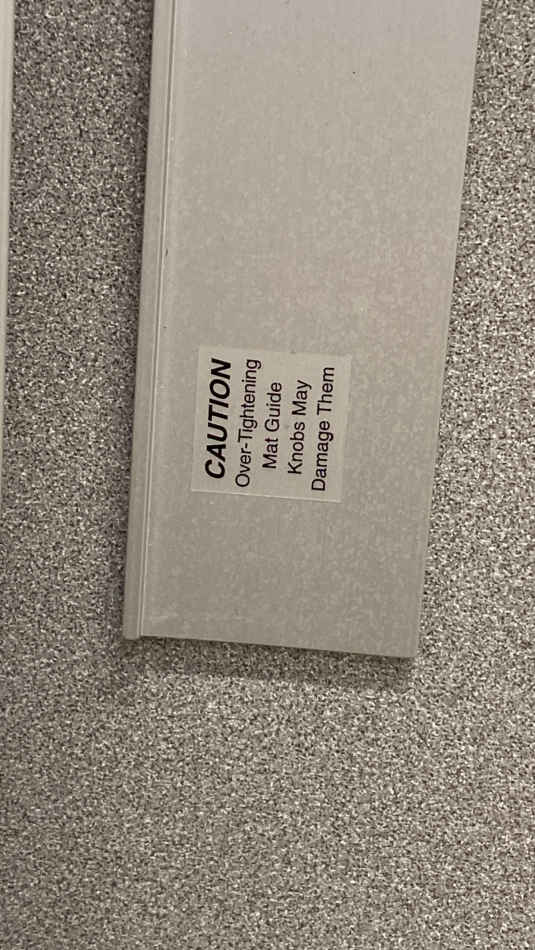 CAUTION
Over-Tightening
Mat Guide
Knobs May
Damage Them